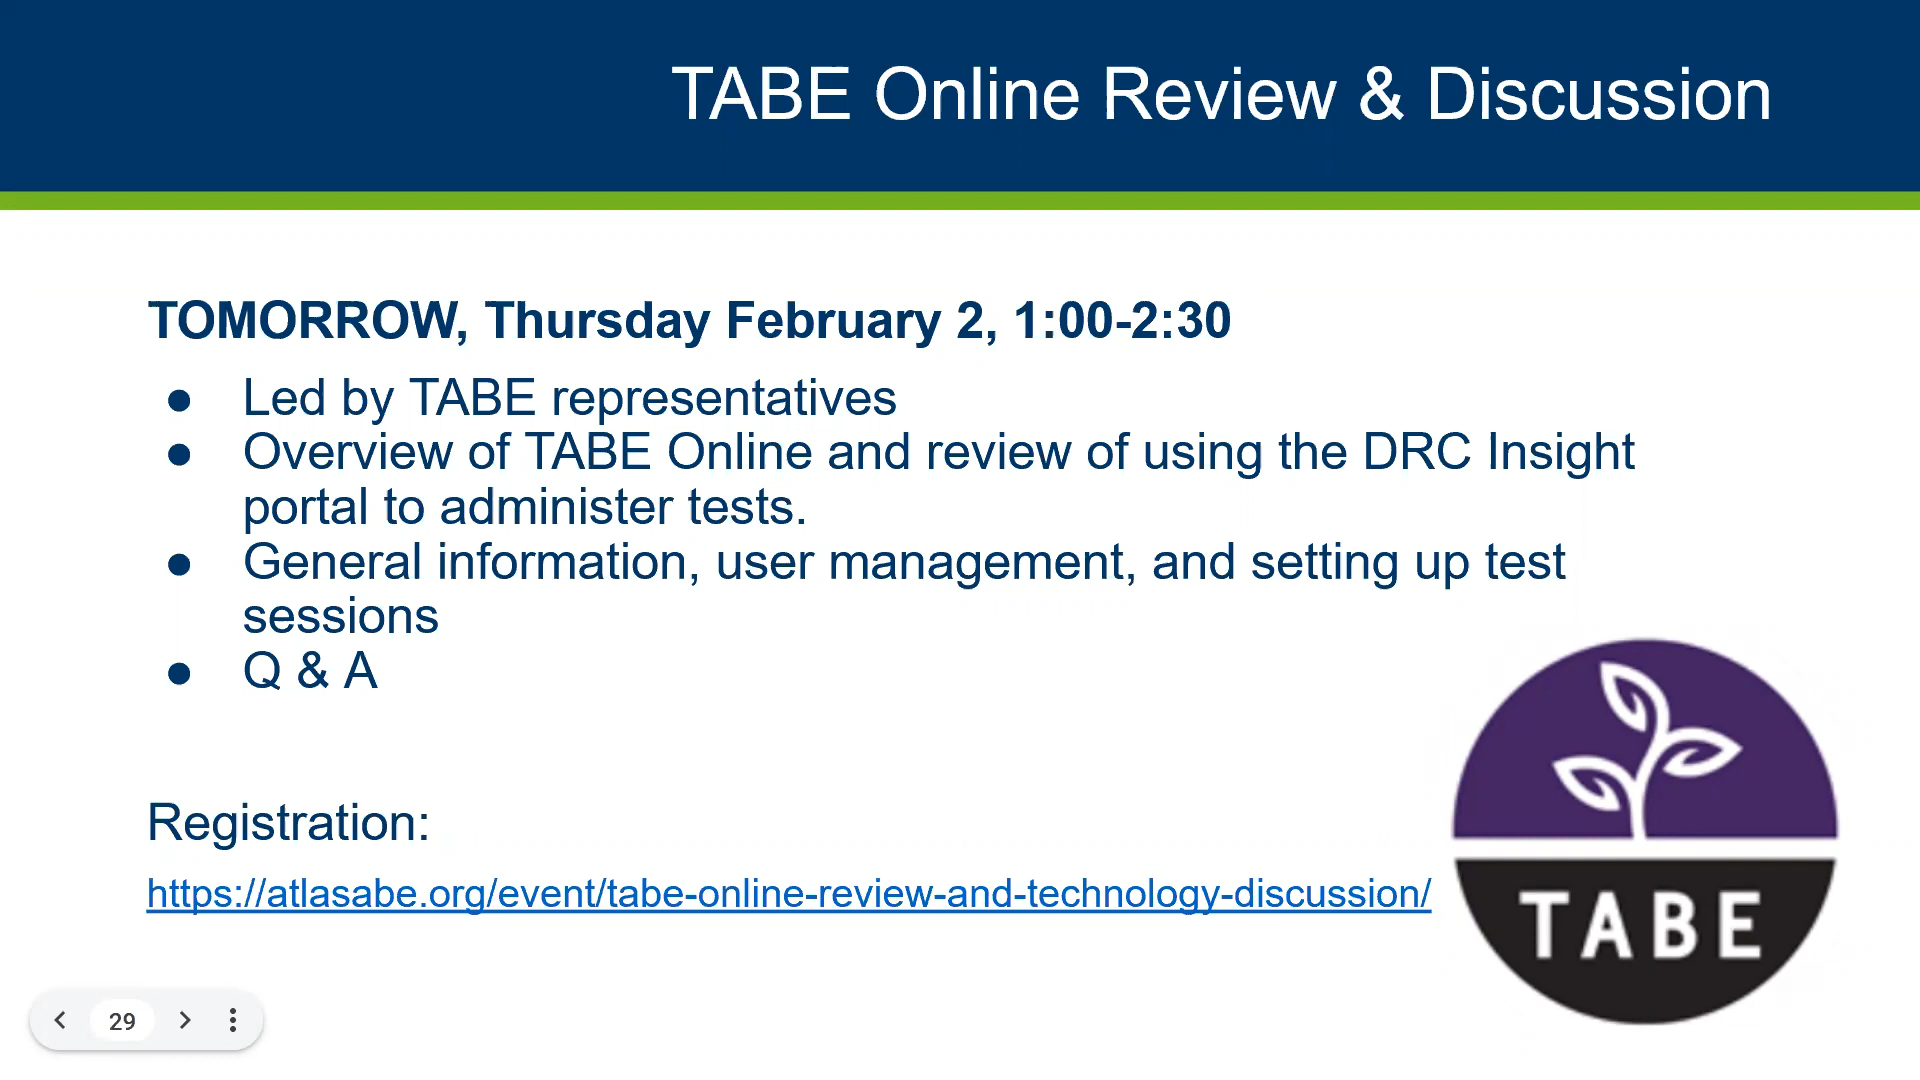 TABE Online Review & Discussion
TOMORROW, Thursday February 2, 1:00-2:30
● Led by TABE representatives
● Overview of TABE Online and review of using the DRC Insight
portal to administer tests.
● General information, user management, and setting up test
sessions
● Q & A
Registration:
https://atlasabe.org/event/tabe-online-review-and-technology-discussion/
TABE
29